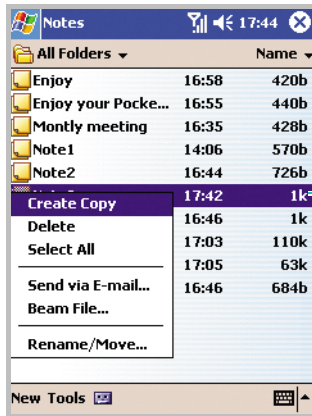 Notes 17:44
All Folders Name
Enjoy 16:58 420b
Enjoy your Pocke... 16:55 440b
Montly meeting 16:35 428b
Note1 14:06 570b
Note2 16:44 726b
17:42 1k
Create Copy 16:46 1k
Delete 17:03 110k
Select All 17:05 63k
Send via E-mail... 16:46 684b
Beam File...
Rename/Move...
New Tools